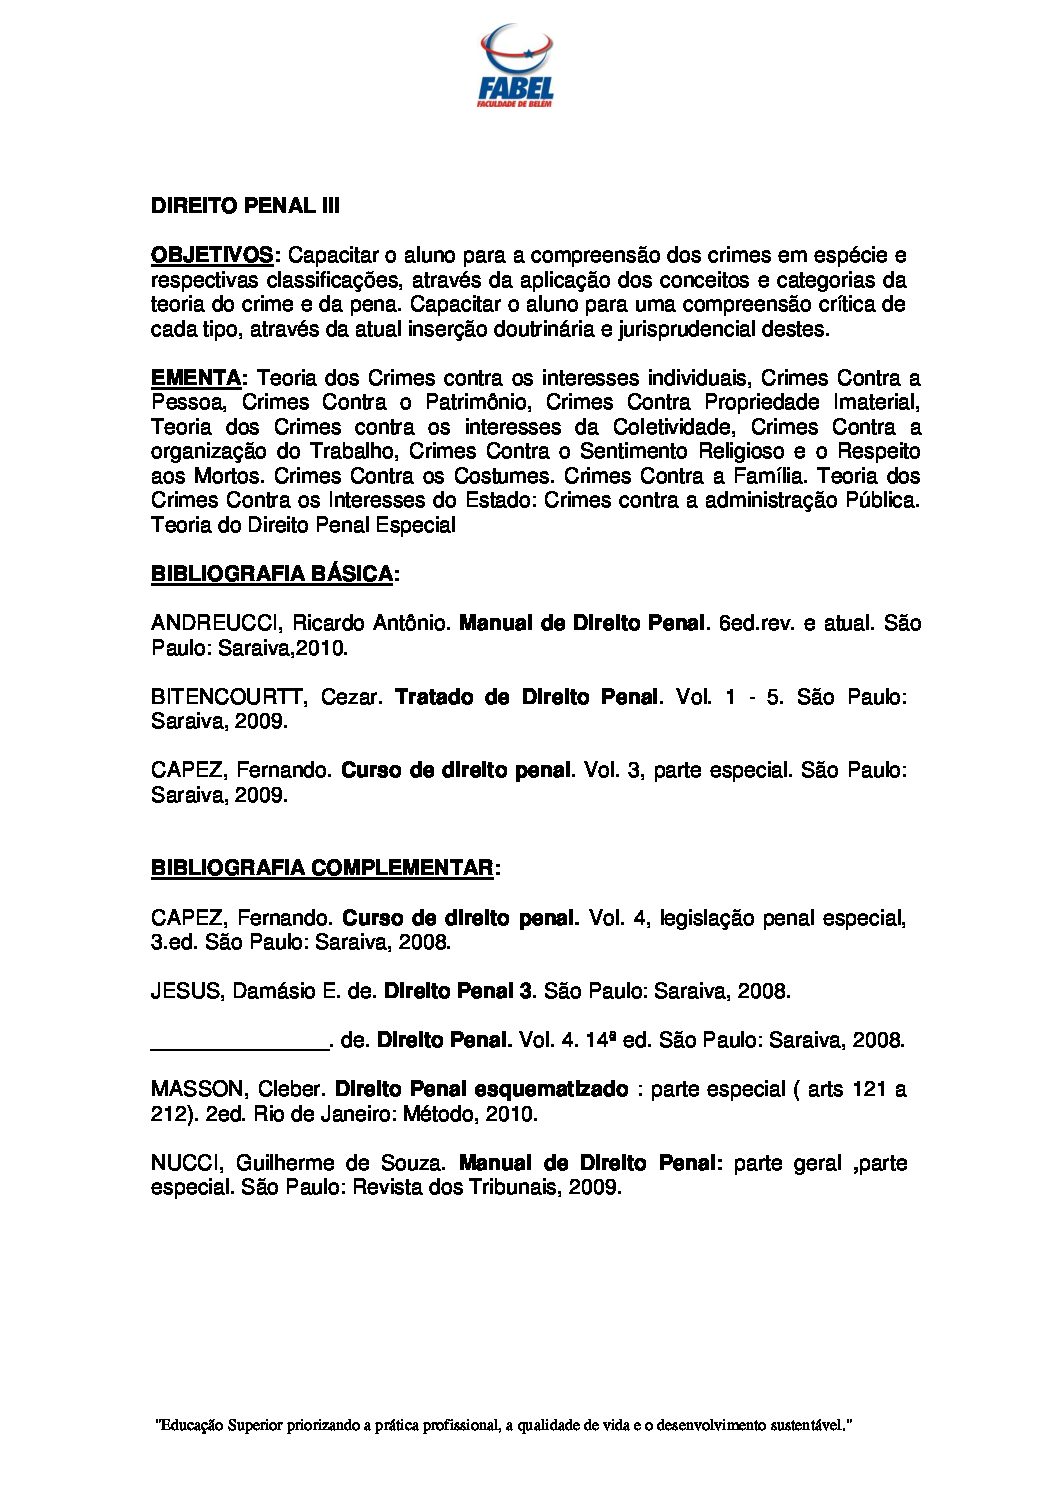 FABEL
FACULDADE DE BELÉM
DIREITO PENAL III
OBJETIVOS: Capacitar o aluno para a compreensão dos crimes em espécie e
respectivas classificações, através da aplicação dos conceitos e categorias da
teoria do crime e da pena. Capacitar o aluno para uma compreensão crítica de
cada tipo, através da atual inserção doutrinária e jurisprudencial destes.
EMENTA: Teoria dos Crimes contra os interesses individuais, Crimes Contra a
Pessoa, Crimes Contra o Patrimônio, Crimes Contra Propriedade Imaterial,
Teoria dos Crimes contra os interesses da Coletividade, Crimes Contra a
organização do Trabalho, Crimes Contra o Sentimento Religioso e o Respeito
aos Mortos. Crimes Contra os Costumes. Crimes Contra a Família. Teoria dos
Crimes Contra os Interesses do Estado: Crimes contra a administração Pública.
Teoria do Direito Penal Especial
BIBLIOGRAFIA BÁSICA:
ANDREUCCI, Ricardo Antônio. Manual de Direito Penal. 6ed.rev. e atual. São
Paulo: Saraiva,2010.
BITENCOURTT, Cezar. Tratado de Direito Penal. Vol. 1 - 5. São Paulo:
Saraiva, 2009.
CAPEZ, Fernando. Curso de direito penal. Vol. 3, parte especial. São Paulo:
Saraiva, 2009.
BIBLIOGRAFIA COMPLEMENTAR:
CAPEZ, Fernando. Curso de direito penal. Vol. 4, legislação penal especial,
3.ed. São Paulo: Saraiva, 2008.
JESUS, Damásio E. de. Direito Penal 3. São Paulo: Saraiva, 2008.
_______________. de. Direito Penal. Vol. 4. 14ª ed. São Paulo: Saraiva, 2008.
MASSON, Cleber. Direito Penal esquematizado : parte especial ( arts 121 a
212). 2ed. Rio de Janeiro: Método, 2010.
NUCCI, Guilherme de Souza. Manual de Direito Penal: parte geral ,parte
especial. São Paulo: Revista dos Tribunais, 2009.
"Educação Superior priorizando a prática profissional, a qualidade de vida e o desenvolvimento sustentável."